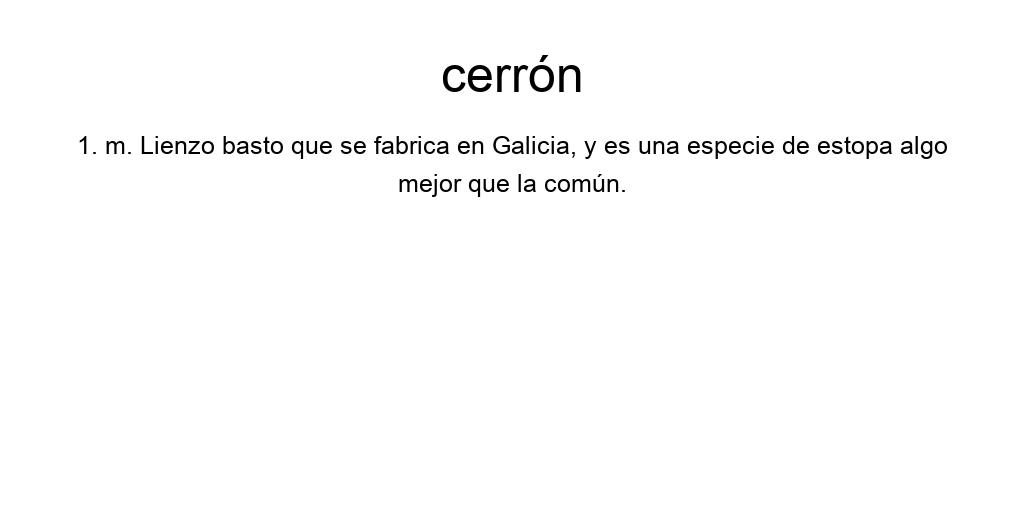 cerrón
1. m. Lienzo basto que se fabrica en Galicia, y es una especie de estopa algo
mejor que la común.